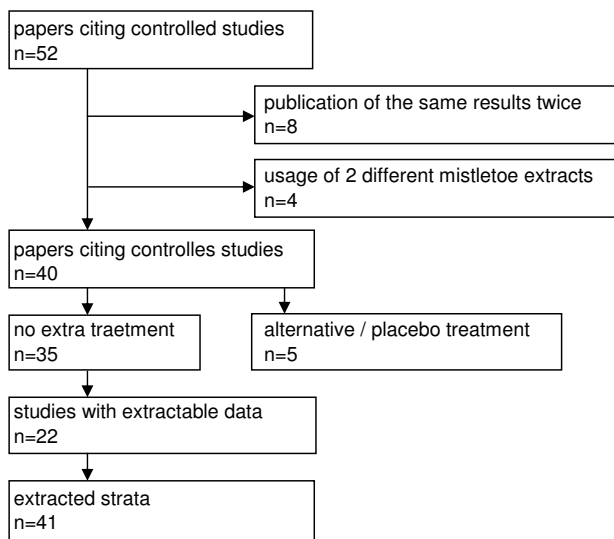 papers citing controlled studies
n=52
publication of the same results twice
n=8
usage of 2 different mistletoe extracts
n=4
papers citing controlles studies
n=40
no extra traetment
n=35
alternative / placebo treatment
n=5
studies with extractable data
n=22
extracted strata
n=41